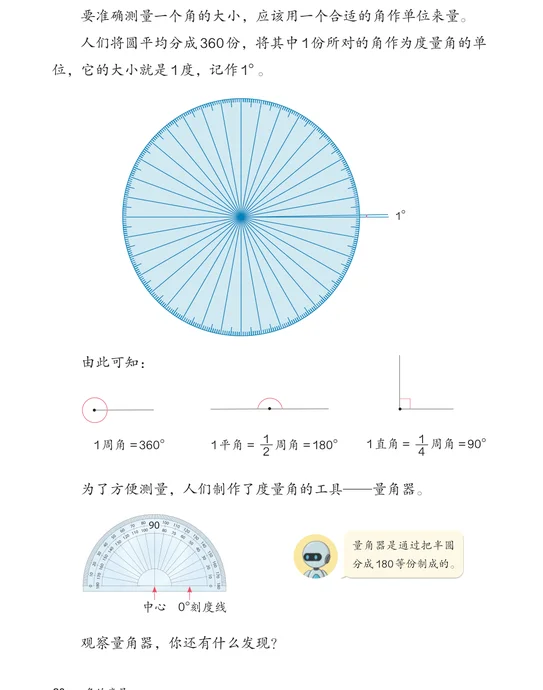 要准确测量一个角的大小，应该用一个合适的角作单位来量。
人们将圆平均分成360份，将其中1份所对的角作为度量角的单
位，它的大小就是1度，记作1°。
1°
由此可知：
1周角=360°
1平角=1/2周角=180°
1直角=1/4周角=90°
为了方便测量，人们制作了度量角的工具——量角器。
90
量角器是通过把半圆
分成180等份制成的。
中心 0°刻度线
观察量角器，你还有什么发现？